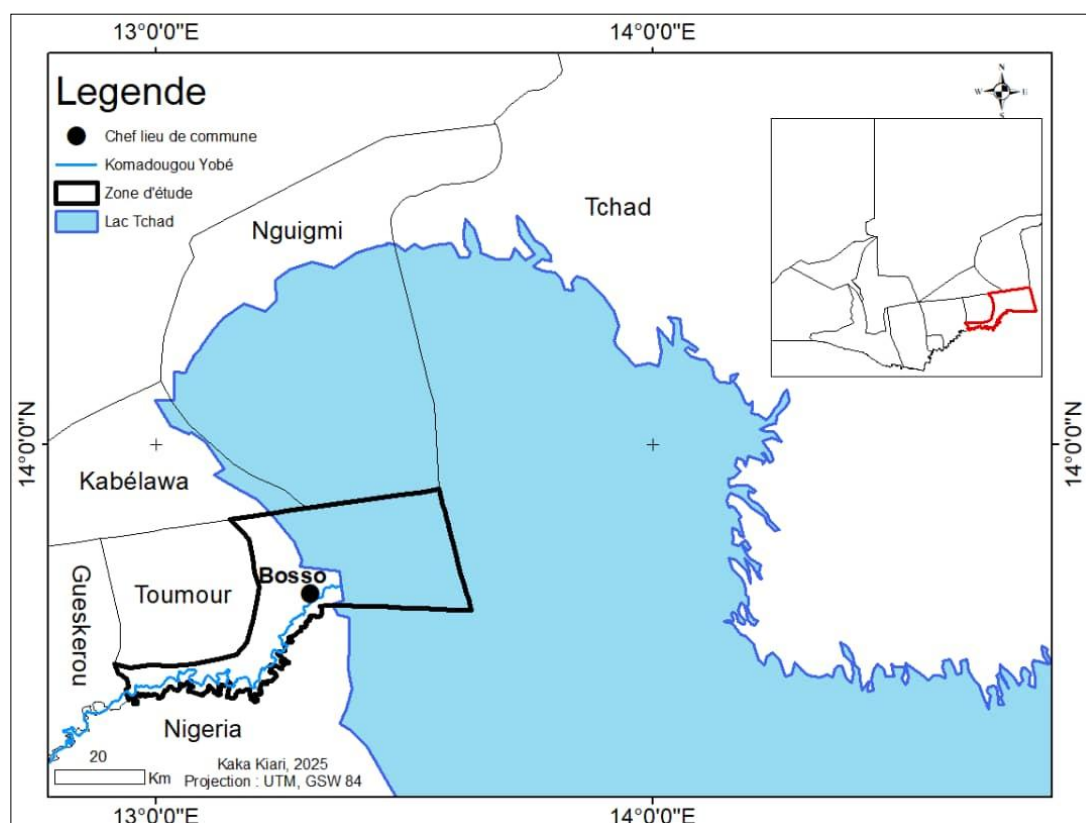 13°0'0"E
14°0'0"E
Legende
Chef lieu de commune
Komadougou Yobé
Zone d'étude
Lac Tchad
N
W
E
S
Tchad
Nguigmi
14°0'0"N
14°0'0"N
Kabélawa
Gueskerou
Toumour
Bosso
Nigeria
20
Km
Kaka Kiari, 2025
Projection : UTM, GSW 84
13°0'0"E
14°0'0"E